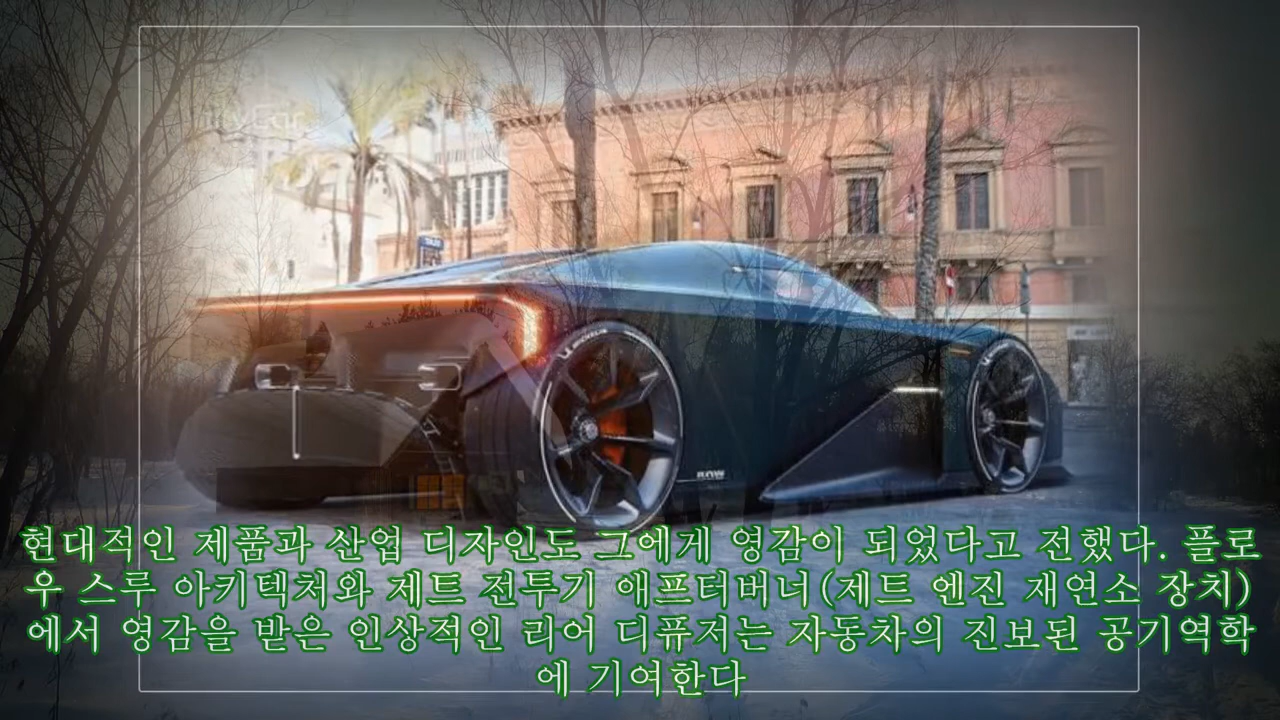 현대적인 제품과 산업 디자인도 그에게 영감이 되었다고 전했다. 플로
우 스루 아키텍처와 제트 전투기 애프터버너(제트 엔진 재연소 장치)
에서 영감을 받은 인상적인 리어 디퓨저는 자동차의 진보된 공기역학
에 기여한다